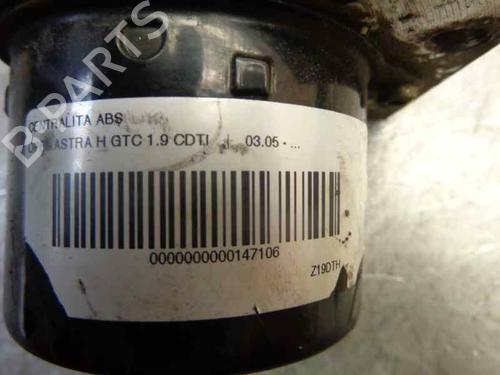 B-PARTS
CENTRALITA ABS
ASTRA H GTC 1.9 CDTI 03.05 - ...
0000000000147106
Z19DTH